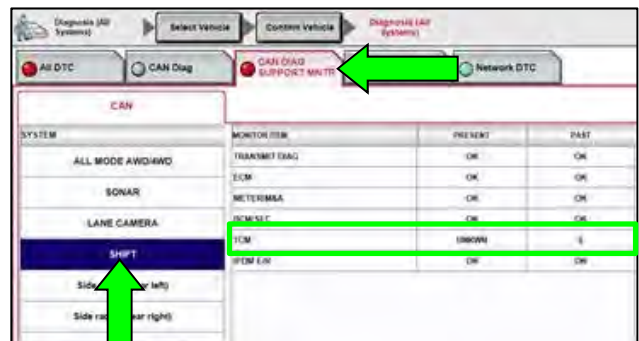 Diagnosis (All Systems)
Select Vehicle
Confirm Vehicle
Diagnosis (All Systems)
All DTC
CAN Diag
CAN DIAG SUPPORT MNTR
Network DTC
CAN
SYSTEM
MONITOR ITEM
PRESENT
PAST
ALL MODE AWD/4WD
TRANSMIT DIAG
OK
OK
ECM
OK
OK
SONAR
METER/M&A
OK
OK
LANE CAMERA
BCM/SEC
OK
OK
SHIFT
TCM
UNKWN
IPDM E/R
OK
OK
Side
left)
Side
right)